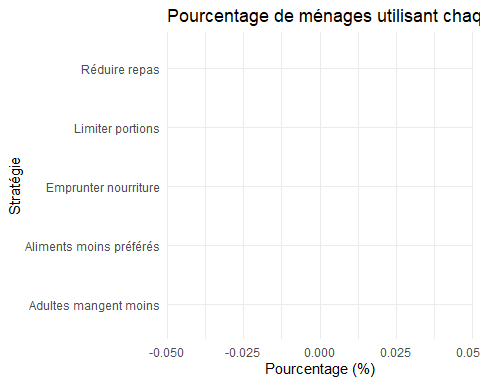 Pourcentage de ménages utilisant chaq
Réduire repas
Limiter portions
Emprunter nourriture
Aliments moins préférés
Adultes mangent moins
Stratégie
-0.050 -0.025 0.000 0.025 0.05
Pourcentage (%)